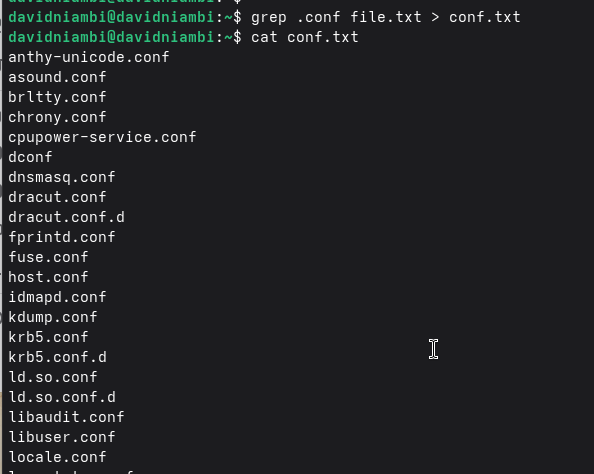 davidniambi@davidniambi:~$ grep .conf file.txt > conf.txt
davidniambi@davidniambi:~$ cat conf.txt
anthy-unicode.conf
asound.conf
brltty.conf
chrony.conf
cpupower-service.conf
dconf
dnsmasq.conf
dracut.conf
dracut.conf.d
fprintd.conf
fuse.conf
host.conf
idmapd.conf
kdump.conf
krb5.conf
krb5.conf.d
ld.so.conf
ld.so.conf.d
libaudit.conf
libuser.conf
locale.conf